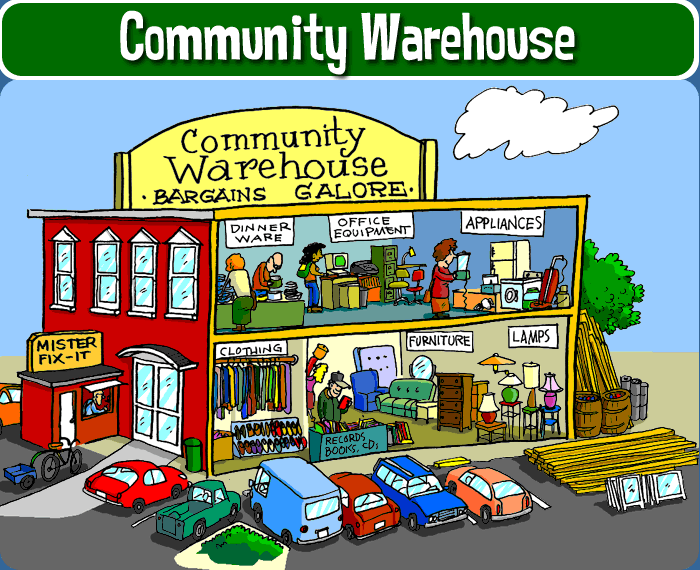 Community Warehouse
Community
Warehouse
· BARGAINS GALORE ·
DINNER
WARE
OFFICE
EQUIPMENT
APPLIANCES
MISTER
FIX-IT
CLOTHING
FURNITURE
LAMPS
RECORDS,
BOOKS, CDs